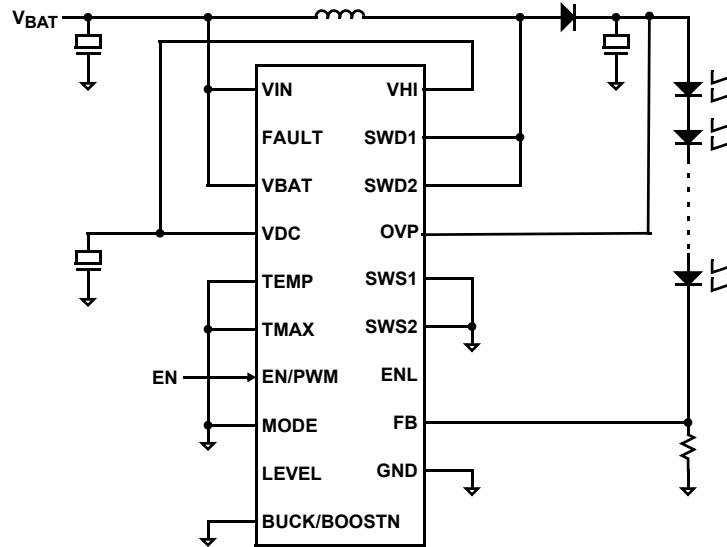 VBAT
VIN VHI
FAULT SWD1
VBAT SWD2
VDC OVP
TEMP SWS1
TMAX SWS2
EN EN/PWM ENL
MODE FB
LEVEL GND
BUCK/BOOSTN